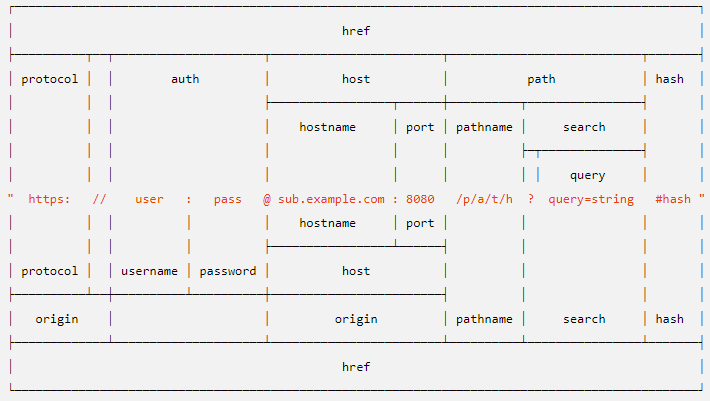 href
protocol auth host path hash
hostname port pathname search
query
" https: // user : pass @ sub.example.com : 8080 /p/a/t/h ? query=string #hash "
hostname port
protocol username password host
origin origin pathname search hash
href